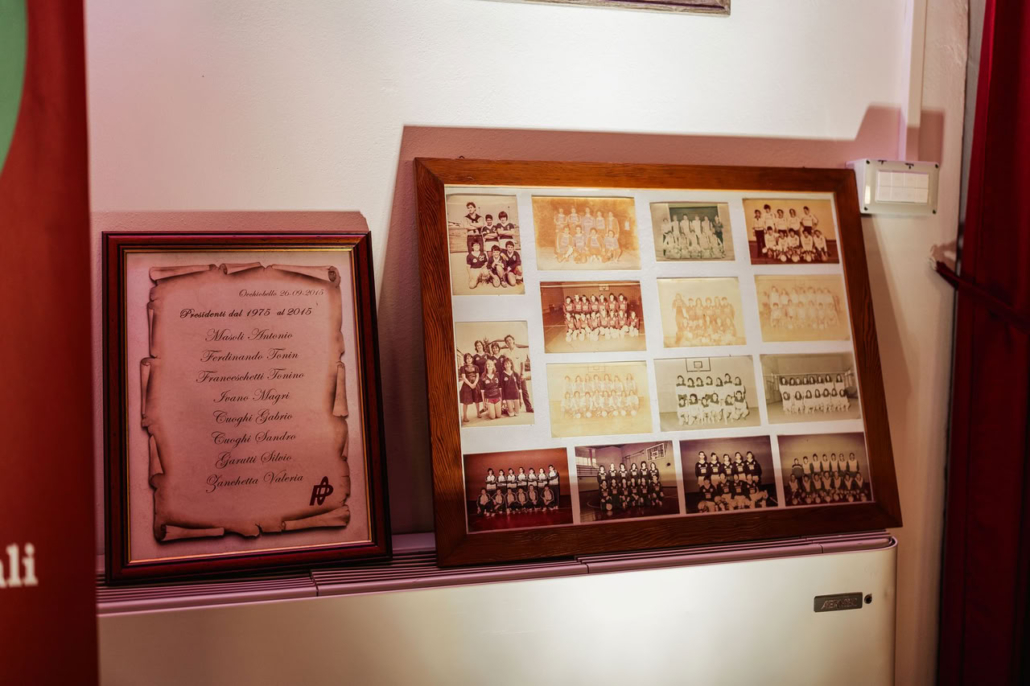 Occhiobello 26-09-2015
Presidenti dal 1975 al 2015
Masoli Antonio
Ferdinando Tonin
Franceschetti Tonino
Ivano Magri
Cuoghi Gabrio
Cuoghi Sandro
Garutti Silvio
Zanchetta Valeria
ali